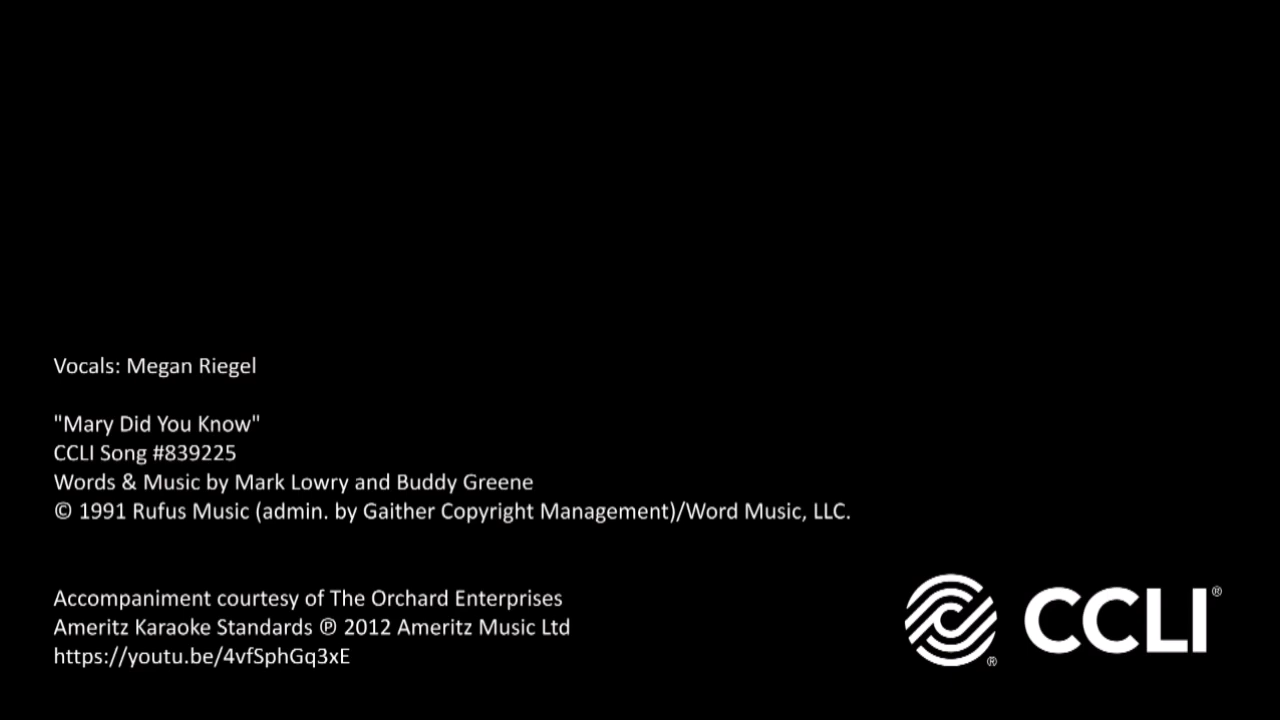 Vocals: Megan Riegel
"Mary Did You Know"
CCLI Song #839225
Words & Music by Mark Lowry and Buddy Greene
© 1991 Rufus Music (admin. by Gaither Copyright Management)/Word Music, LLC.
Accompaniment courtesy of The Orchard Enterprises
Ameritz Karaoke Standards ℗ 2012 Ameritz Music Ltd
https://youtu.be/4vfSphGq3xE
® CCLI®